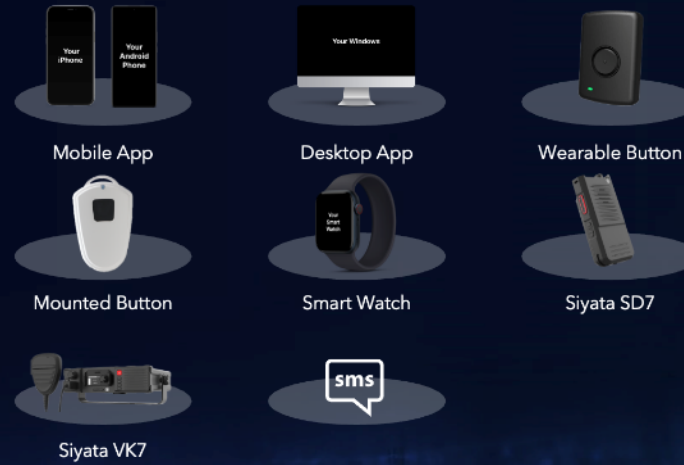 Your
iPhone
Your
Android
Phone
Your Windows
Mobile App
Desktop App
Wearable Button
Your
Smart
Watch
Mounted Button
Smart Watch
Siyata SD7
sms
Siyata VK7